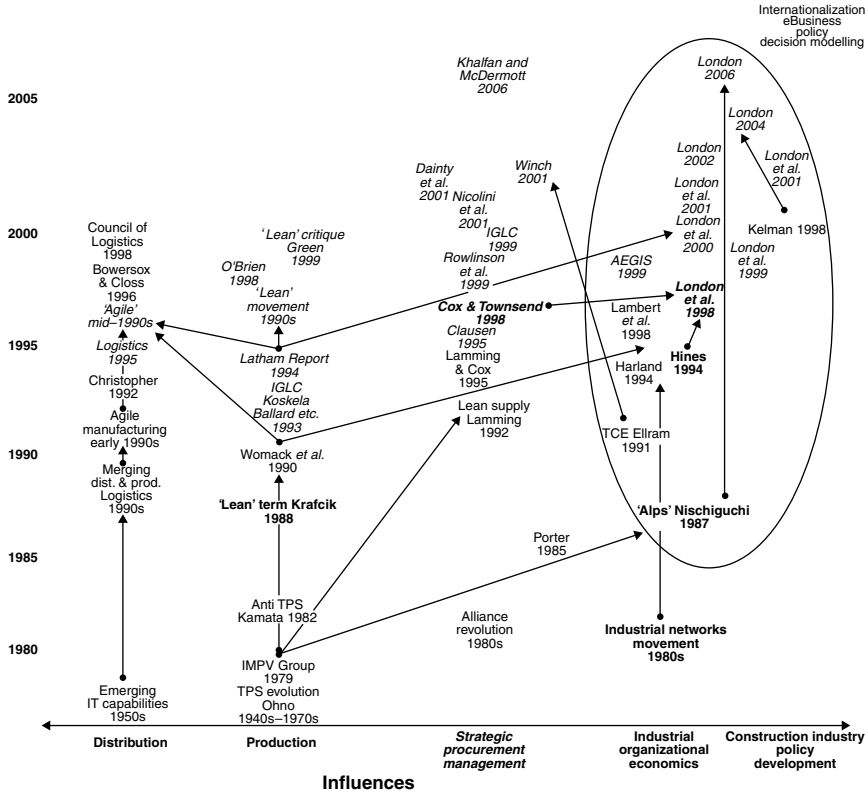 Internationalization
eBusiness
policy
decision modelling
2005
2000
1995
1990
1985
1980
Council of
Logistics
1998
Bowersox
& Closs
1996
'Agile'
mid–1990s
Logistics
1995
Christopher
1992
Agile
manufacturing
early 1990s
Merging
dist. & prod.
Logistics
1990s
Emerging
IT capabilities
1950s
'Lean' critique
Green
1999
O'Brien
1998
'Lean'
movement
1990s
Latham Report
1994
IGLC
Koskela
Ballard etc.
1993
Womack et al.
1990
'Lean' term Krafcik
1988
Anti TPS
Kamata 1982
IMPV Group
1979
TPS evolution
Ohno
1940s–1970s
Khalfan and
McDermott
2006
Dainty
et al.
2001
Winch
2001
Nicolini
et al.
2001
IGLC
1999
Rowlinson
et al.
1999
Cox & Townsend
1998
Clausen
1995
Lamming
& Cox
1995
Lean supply
Lamming
1992
Porter
1985
Alliance
revolution
1980s
London
2006
London
2004
London
2002
London
et al.
2001
London
et al.
2001
London
et al.
2000
Kelman 1998
London
et al.
1999
AEGIS
1999
London
et al.
1998
Lambert
et al.
1998
Hines
1994
Harland
1994
TCE Ellram
1991
'Alps' Nischiguchi
1987
Industrial networks
movement
1980s
Distribution
Production
Strategic
procurement
management
Industrial
organizational
economics
Construction industry
policy
development
Influences